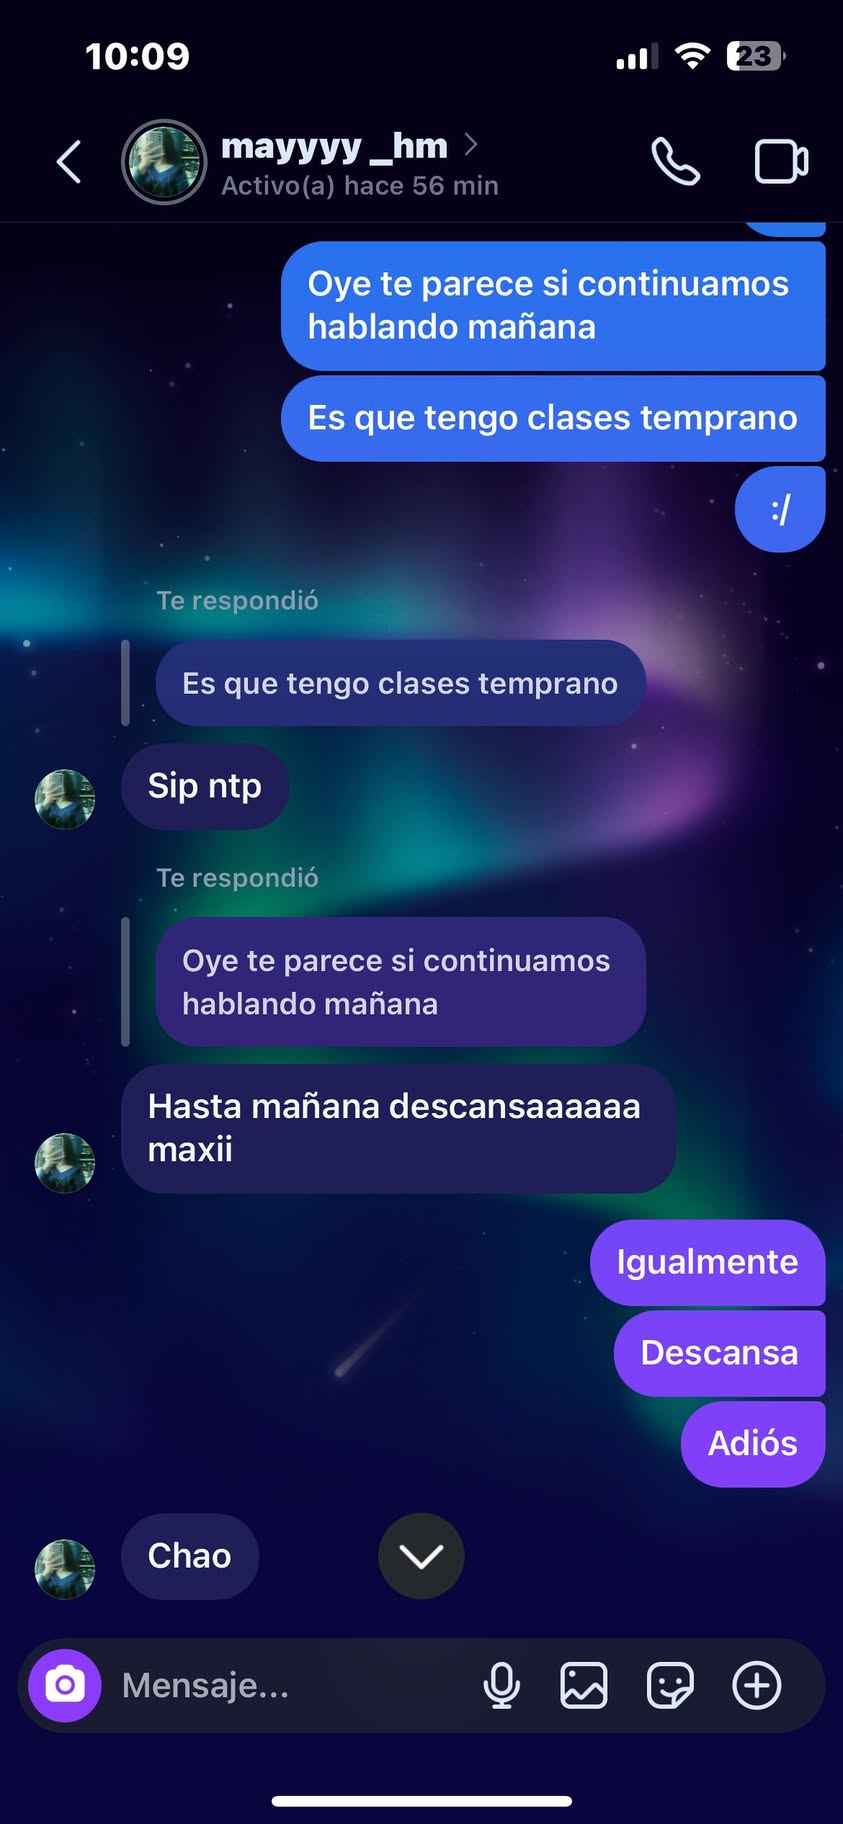 10:09
23
mayyyy _hm
Activo(a) hace 56 min
Oye te parece si continuamos
hablando mañana
Es que tengo clases temprano
:/
Te respondió
Es que tengo clases temprano
Sip ntp
Te respondió
Oye te parece si continuamos
hablando mañana
Hasta mañana descansaaaaaa
maxii
Igualmente
Descansa
Adiós
Chao
Mensaje...